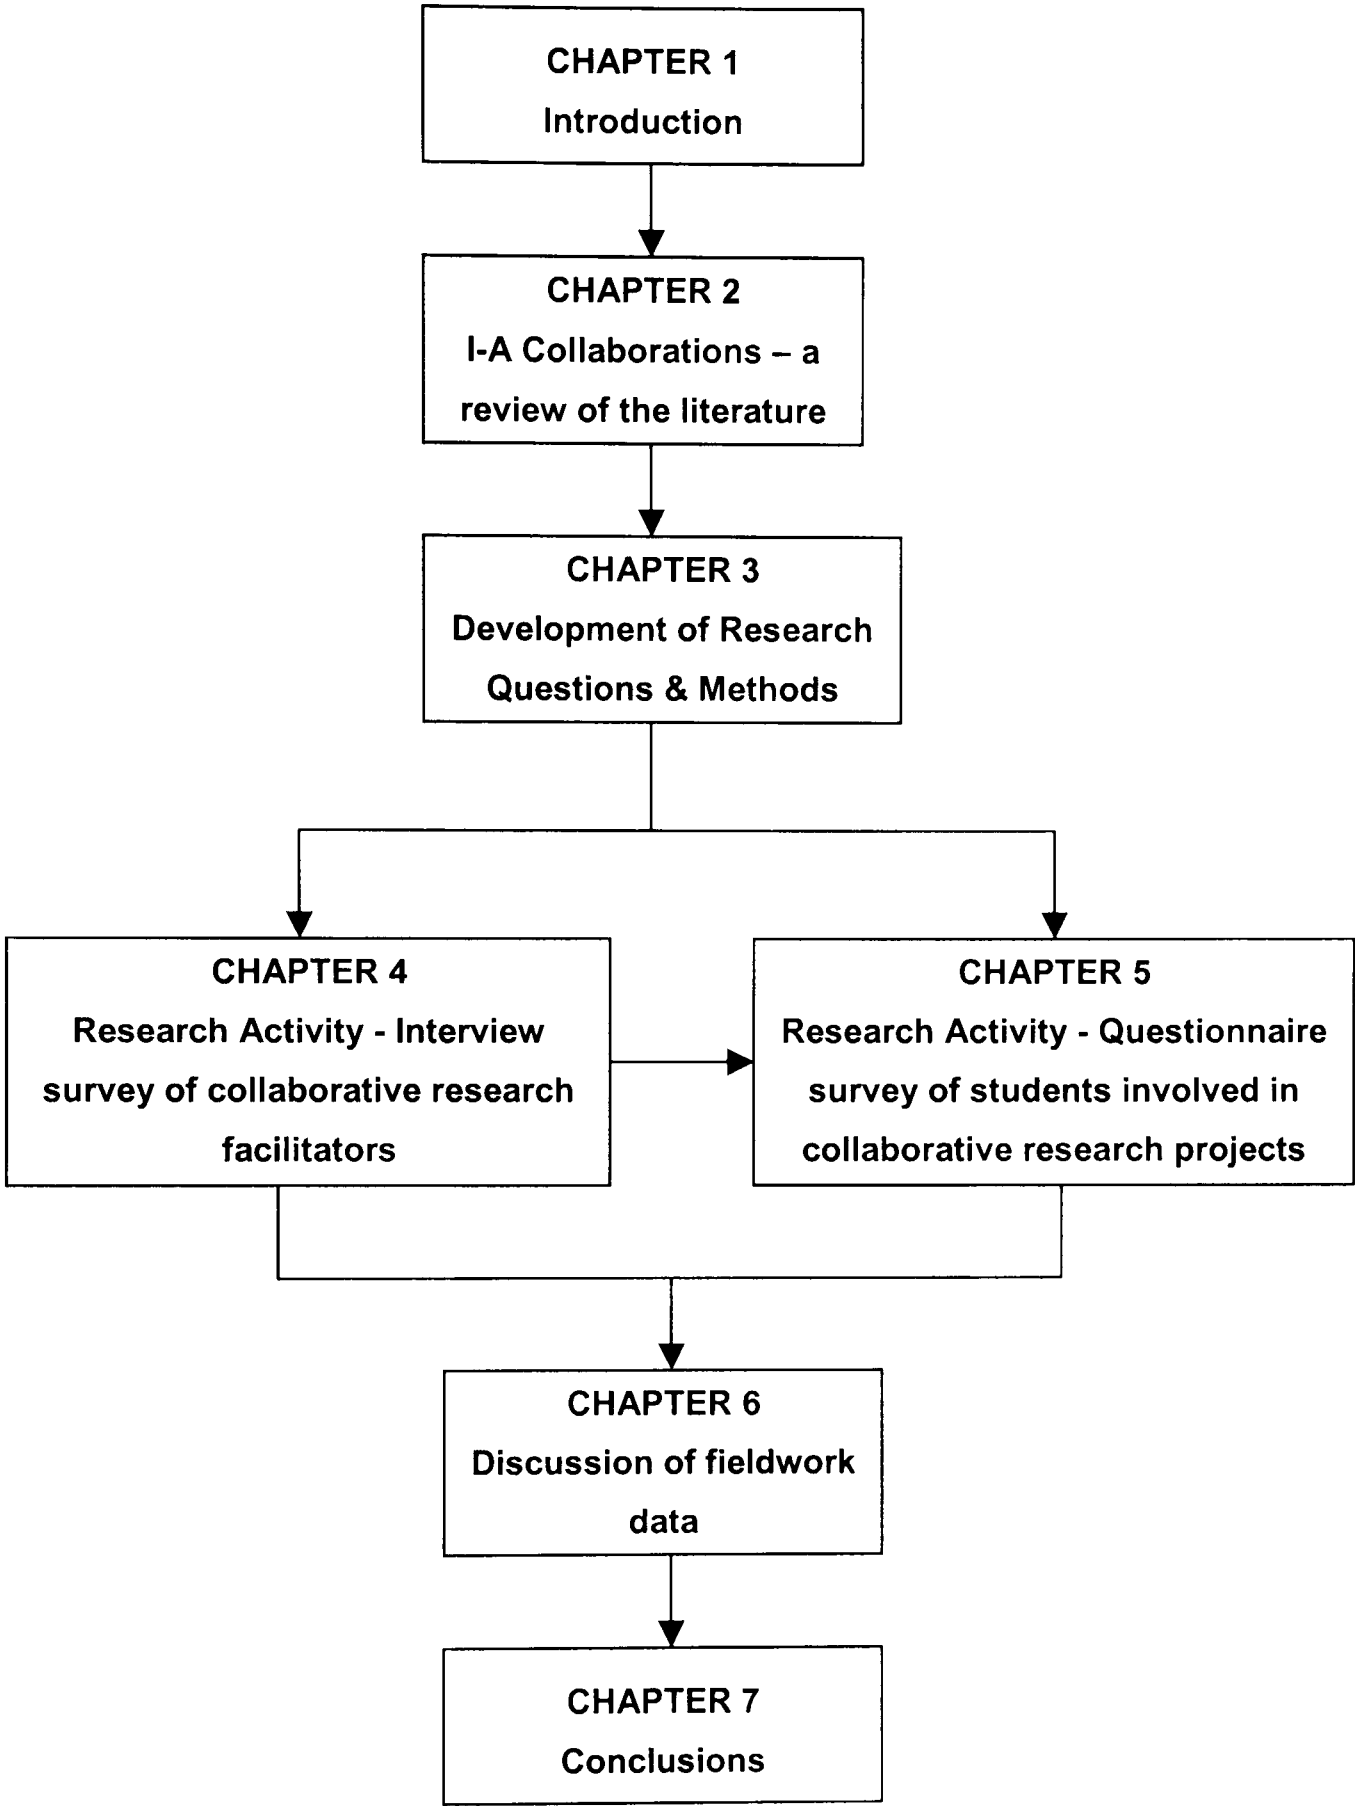 CHAPTER 1
Introduction
CHAPTER 2
I-A Collaborations – a
review of the literature
CHAPTER 3
Development of Research
Questions & Methods
CHAPTER 4
Research Activity - Interview
survey of collaborative research
facilitators
CHAPTER 5
Research Activity - Questionnaire
survey of students involved in
collaborative research projects
CHAPTER 6
Discussion of fieldwork
data
CHAPTER 7
Conclusions